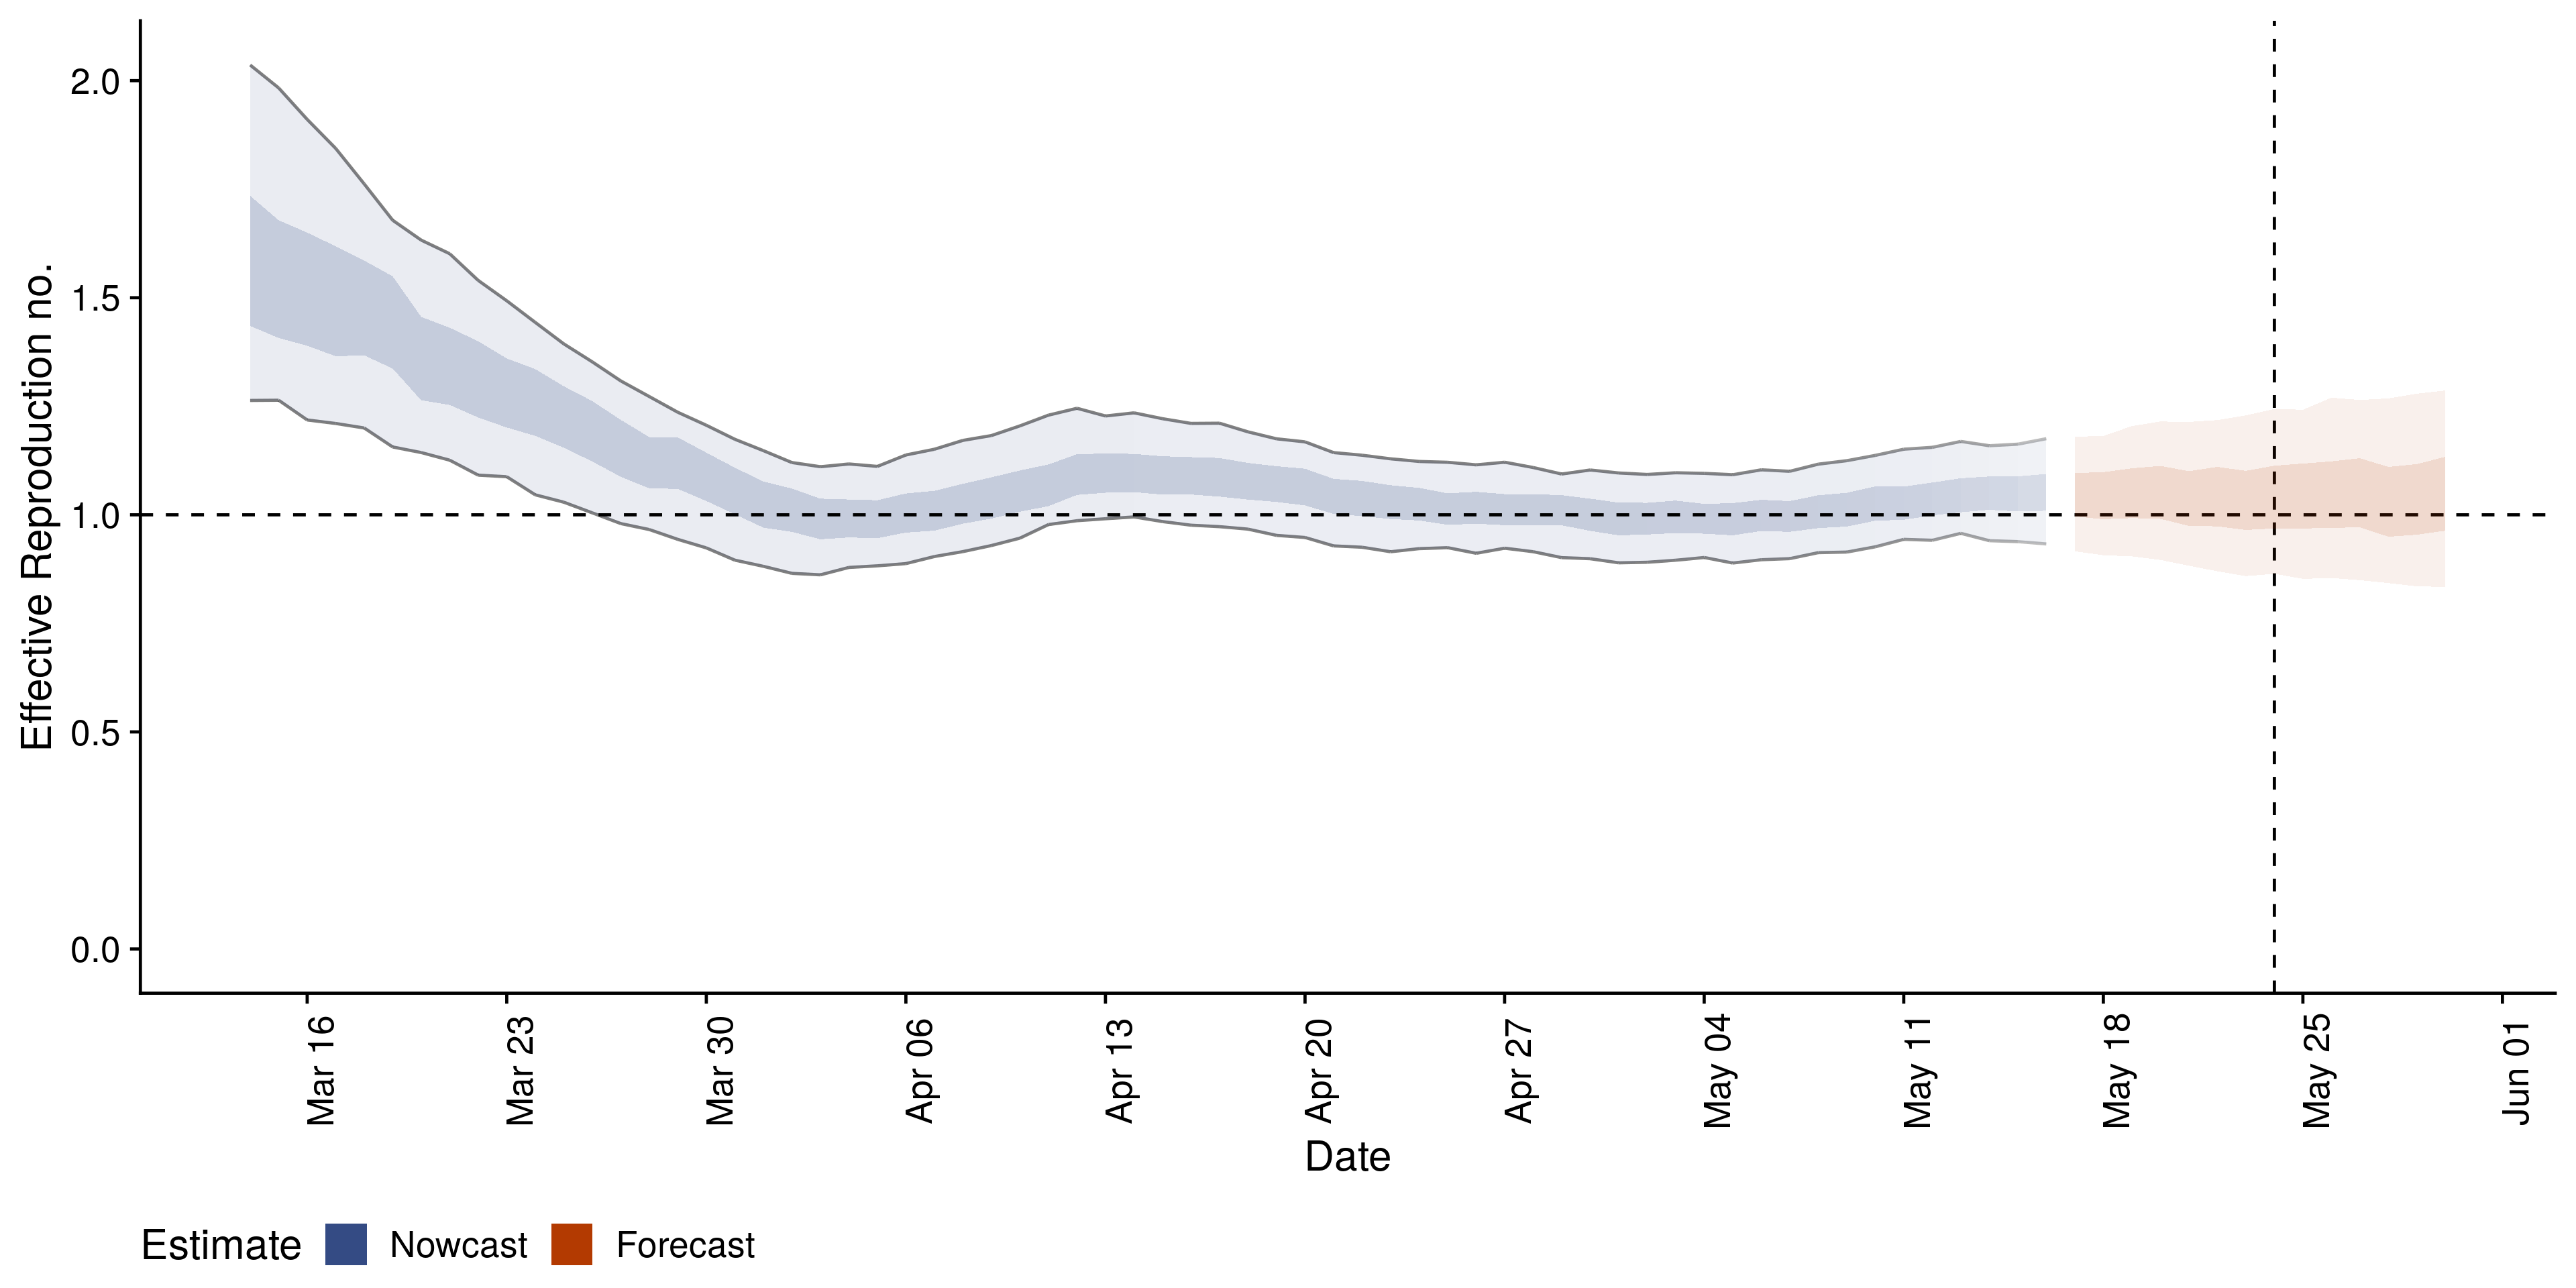 Effective Reproduction no.
2.0
1.5
1.0
0.5
0.0
Mar 16
Mar 23
Mar 30
Apr 06
Apr 13
Apr 20
Apr 27
May 04
May 11
May 18
May 25
Jun 01
Date
Estimate Nowcast Forecast